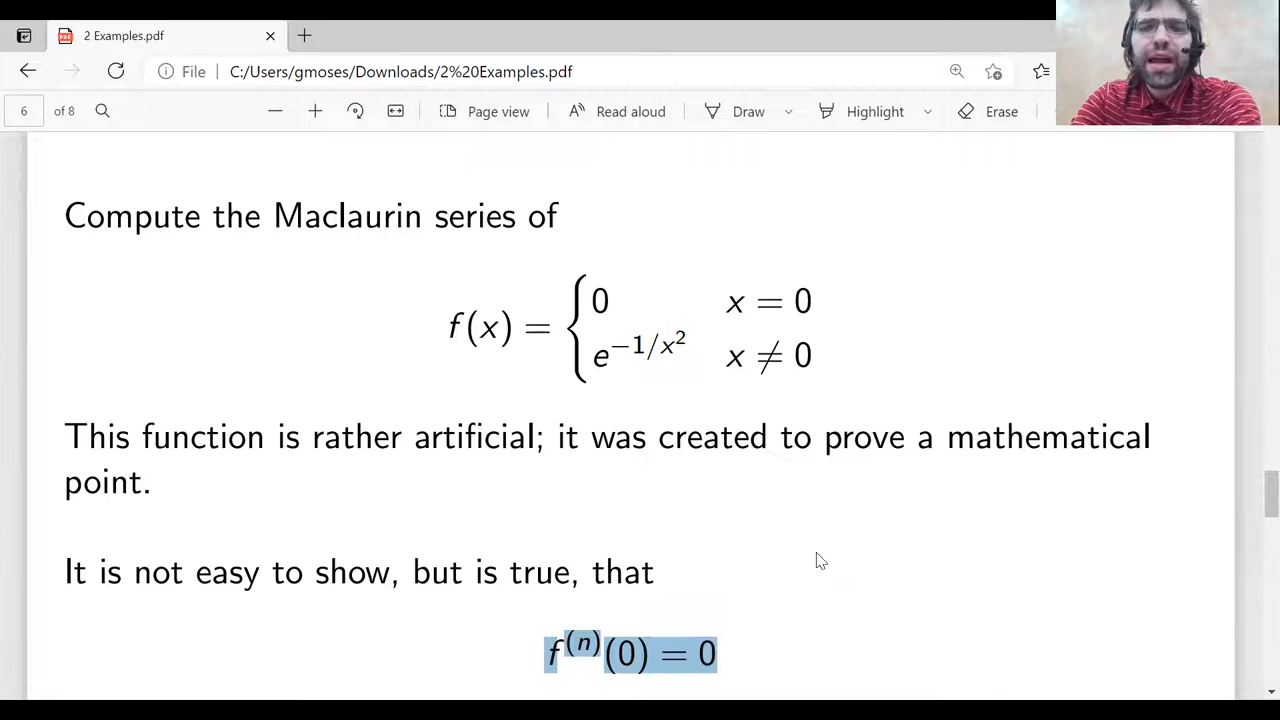 2 Examples.pdf
File | C:/Users/gmoses/Downloads/2%20Examples.pdf
6 of 8 Page view Read aloud Draw Highlight Erase
Compute the Maclaurin series of
f(x) = { 0 x = 0
e^{-1/x^2} x ≠ 0
This function is rather artificial; it was created to prove a mathematical
point.
It is not easy to show, but is true, that
f^{(n)}(0) = 0